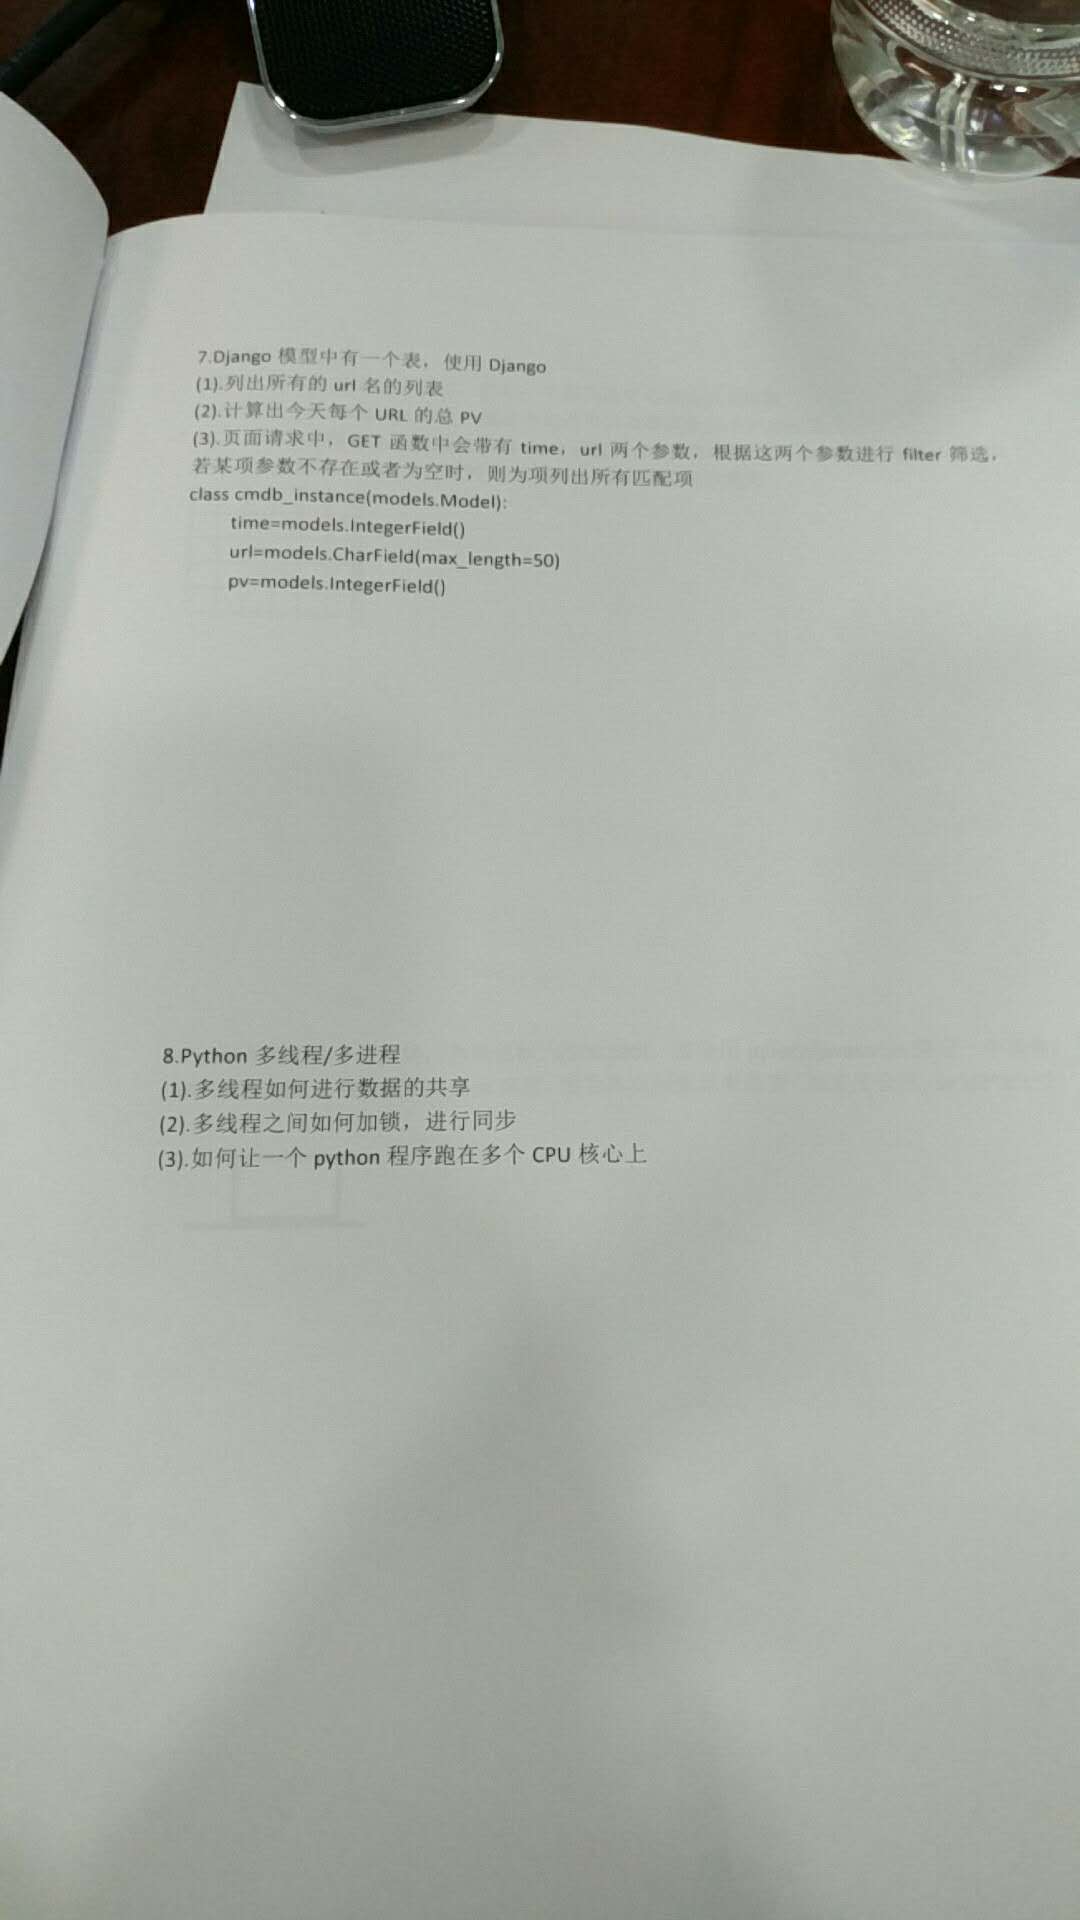 7.Django 模型中有一个表，使用 Django
(1).列出所有的 url 名的列表
(2).计算出今天每个 URL 的总 PV
(3).页面请求中，GET 函数中会带有 time，url 两个参数，根据这两个参数进行 filter 筛选，
若某项参数不存在或者为空时，则为项列出所有匹配项
class cmdb_instance(models.Model):
time=models.IntegerField()
url=models.CharField(max_length=50)
pv=models.IntegerField()
8.Python 多线程/多进程
(1).多线程如何进行数据的共享
(2).多线程之间如何加锁，进行同步
(3).如何让一个 python 程序跑在多个 CPU 核心上